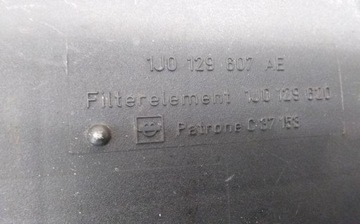 1J0 129 607 AE
Filterelement 1J0 129 620
Patrone C 37 153